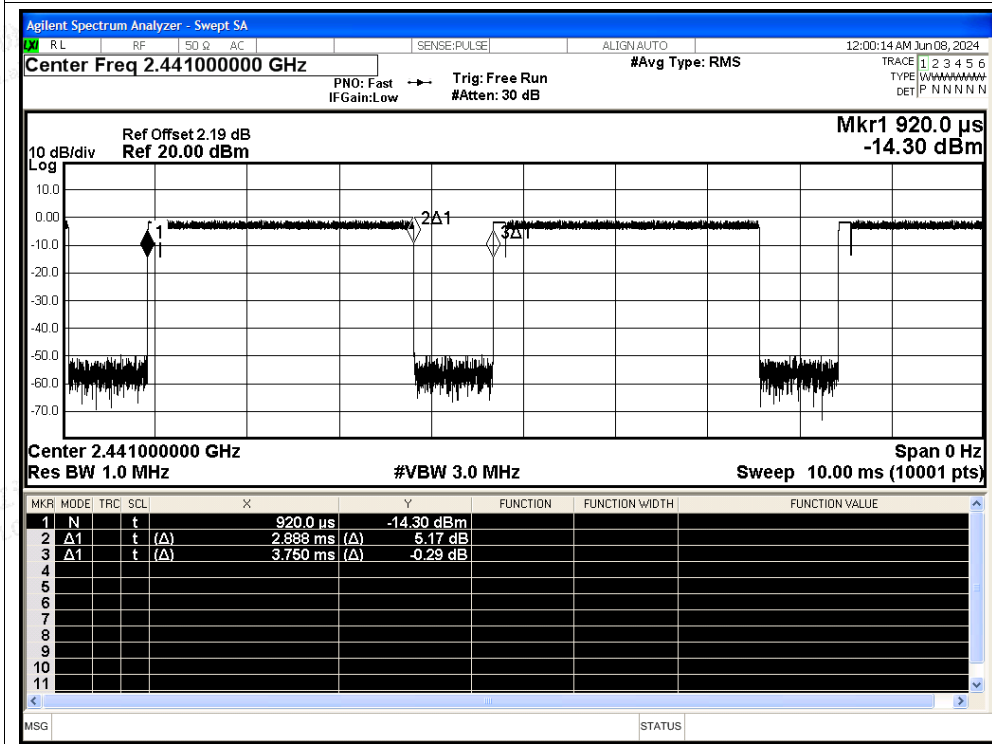 Agilent Spectrum Analyzer - Swept SA
LXI RL RF 50 Ω AC SENSE:PULSE ALIGN AUTO 12:00:14 AM Jun 08, 2024
Center Freq 2.441000000 GHz #Avg Type: RMS TRACE 1 2 3 4 5 6
PNO: Fast Trig: Free Run TYPE
IFGain:Low #Atten: 30 dB DET P N N N N N
Mkr1 920.0 µs
Ref Offset 2.19 dB
10 dB/div Ref 20.00 dBm -14.30 dBm
Log
10.0
0.00
2Δ1
1 3Δ1
-10.0
-20.0
-30.0
-40.0
-50.0
-60.0
-70.0
Center 2.441000000 GHz Span 0 Hz
Res BW 1.0 MHz #VBW 3.0 MHz Sweep 10.00 ms (10001 pts)
MKR MODE TRC SCL X Y FUNCTION FUNCTION WIDTH FUNCTION VALUE
1 N t 920.0 µs -14.30 dBm
2 Δ1 t (Δ) 2.888 ms (Δ) 5.17 dB
3 Δ1 t (Δ) 3.750 ms (Δ) -0.29 dB
4
5
6
7
8
9
10
11
MSG STATUS